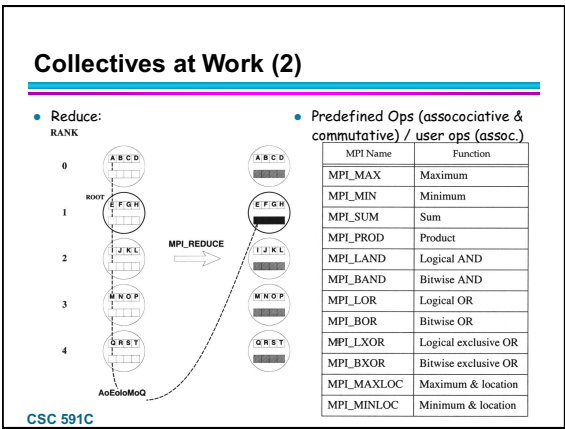 Collectives at Work (2)
Reduce:
RANK
0
A B C D
A B C D
ROOT
1
E F G H
E F G H
MPI_REDUCE
2
I J K L
I J K L
3
M N O P
M N O P
4
Q R S T
Q R S T
AoEoIoMoQ
Predefined Ops (assocociative &
commutative) / user ops (assoc.)
MPI Name Function
MPI_MAX Maximum
MPI_MIN Minimum
MPI_SUM Sum
MPI_PROD Product
MPI_LAND Logical AND
MPI_BAND Bitwise AND
MPI_LOR Logical OR
MPI_BOR Bitwise OR
MPI_LXOR Logical exclusive OR
MPI_BXOR Bitwise exclusive OR
MPI_MAXLOC Maximum & location
MPI_MINLOC Minimum & location
CSC 591C